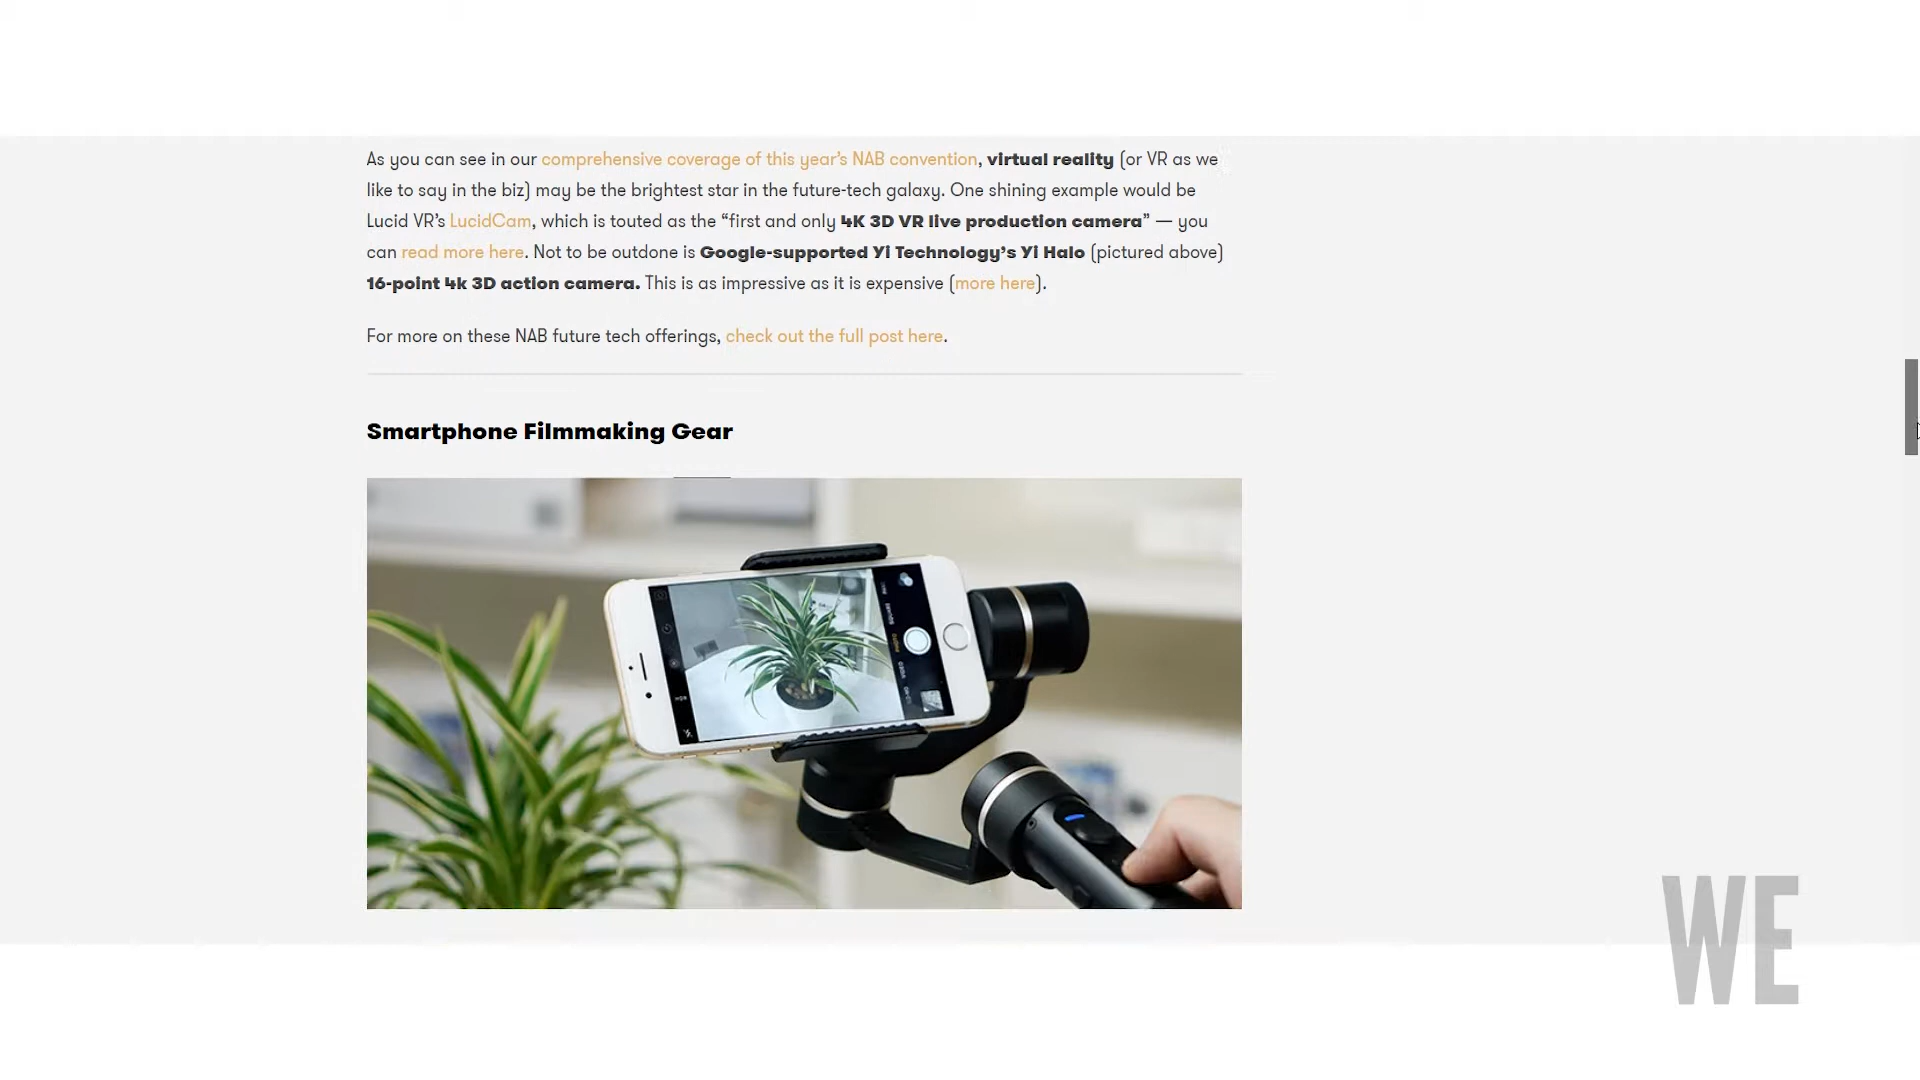 As you can see in our comprehensive coverage of this year's NAB convention, virtual reality (or VR as we
like to say in the biz) may be the brightest star in the future-tech galaxy. One shining example would be
Lucid VR's LucidCam, which is touted as the “first and only 4K 3D VR live production camera” — you
can read more here. Not to be outdone is Google-supported Yi Technology's Yi Halo (pictured above)
16-point 4k 3D action camera. This is as impressive as it is expensive (more here).
For more on these NAB future tech offerings, check out the full post here.
Smartphone Filmmaking Gear
WE